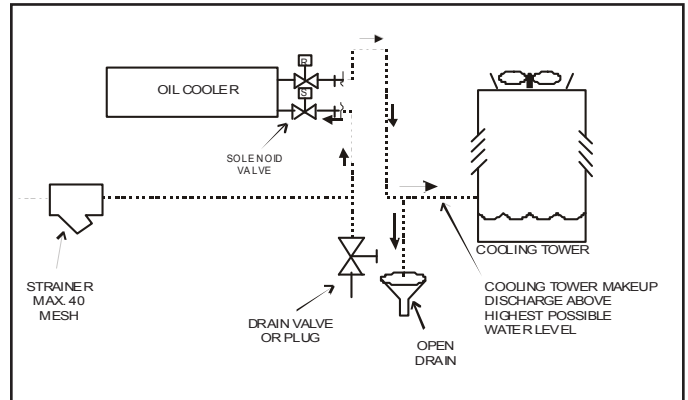 R
OIL COOLER
S
SOLENOID
VALVE
COOLING TOWER
STRAINER
MAX. 40
MESH
DRAIN VALVE
OR PLUG
OPEN
DRAIN
COOLING TOWER MAKEUP
DISCHARGE ABOVE
HIGHEST POSSIBLE
WATER LEVEL